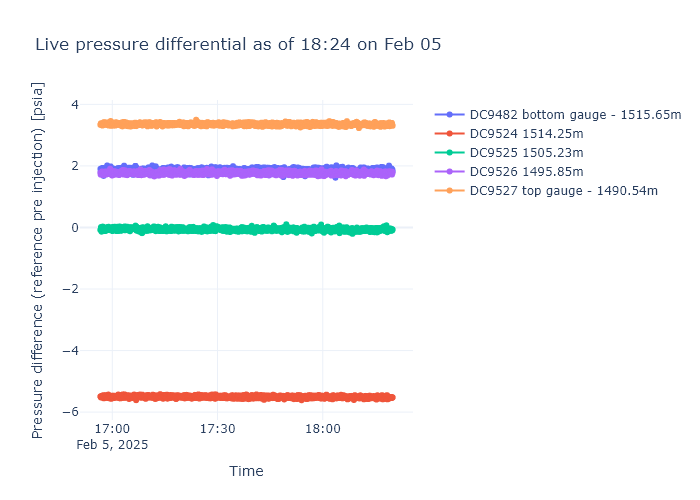 Live pressure differential as of 18:24 on Feb 05
Pressure difference (reference pre injection) [psia]
4
2
0
−2
−4
−6
17:00
Feb 5, 2025
17:30
18:00
Time
DC9482 bottom gauge - 1515.65m
DC9524 1514.25m
DC9525 1505.23m
DC9526 1495.85m
DC9527 top gauge - 1490.54m